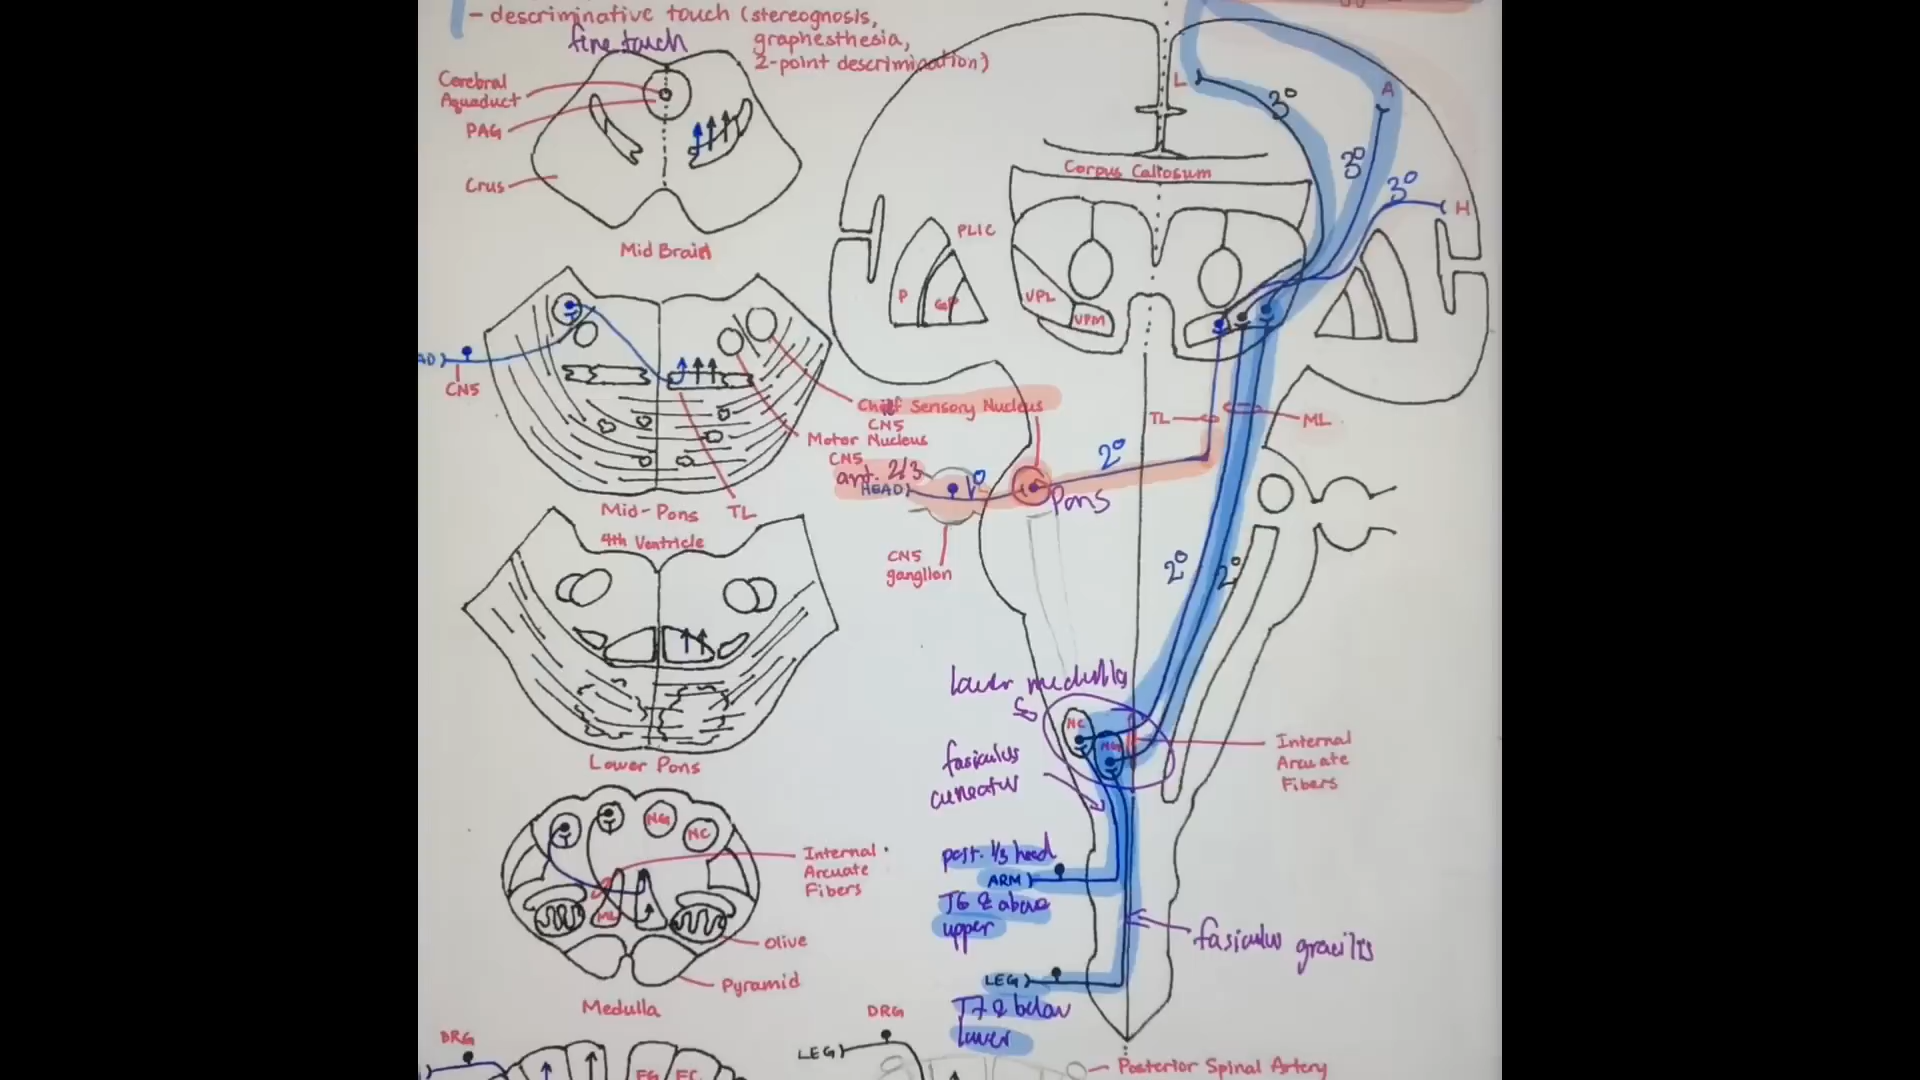 - descriminative touch (stereognosis,
fine touch
graphesthesia,
2-point descrimination)
Cerebral
Aquaduct
PAG
Crus
Mid Brain
CN5
Mid-Pons
TL
4th Ventricle
Lower Pons
NG
NC
Internal
Arcuate
Fibers
ML
Olive
Pyramid
Medulla
DRG
FG
FC
L
A
H
3°
3°
3°
Corpus Callosum
PLIC
P
GP
VPL
VPM
Chief Sensory Nucleus
CN5
Motor Nucleus
CN5
ant. 2/3
HEAD
1°
Pons
2°
TL
ML
CN5
ganglion
2°
2°
lower medulla
NC
NG
Internal
Arcuate
Fibers
fasiculus
cuneatus
post. 1/3 head
ARM
T6 & above
upper
fasiculus gracilis
LEG
T7 & below
lower
DRG
LEG
Posterior Spinal Artery